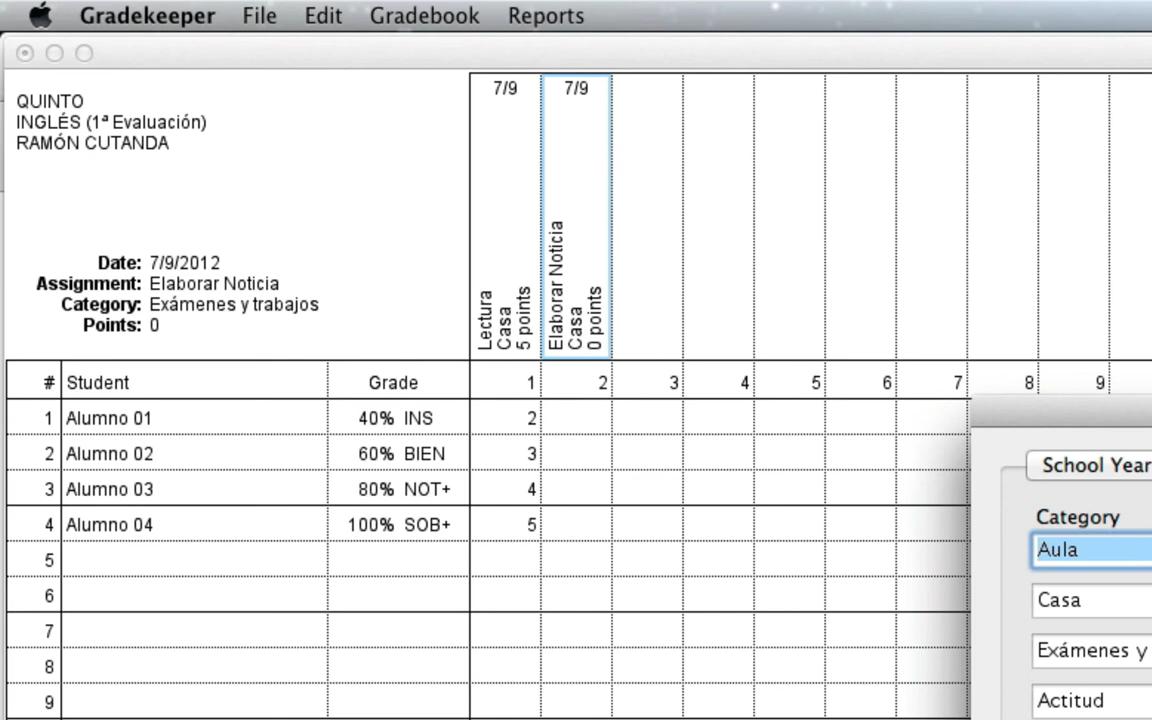 Gradekeeper File Edit Gradebook Reports
QUINTO
INGLÉS (1ª Evaluación)
RAMÓN CUTANDA
Date: 7/9/2012
Assignment: Elaborar Noticia
Category: Exámenes y trabajos
Points: 0
7/9 7/9
Lectura
Casa
5 points
Elaborar Noticia
Casa
0 points
# Student Grade 1 2 3 4 5 6 7 8 9
1 Alumno 01 40% INS 2
2 Alumno 02 60% BIEN 3
3 Alumno 03 80% NOT+ 4
4 Alumno 04 100% SOB+ 5
5
6
7
8
9
School Year
Category
Aula
Casa
Exámenes y
Actitud